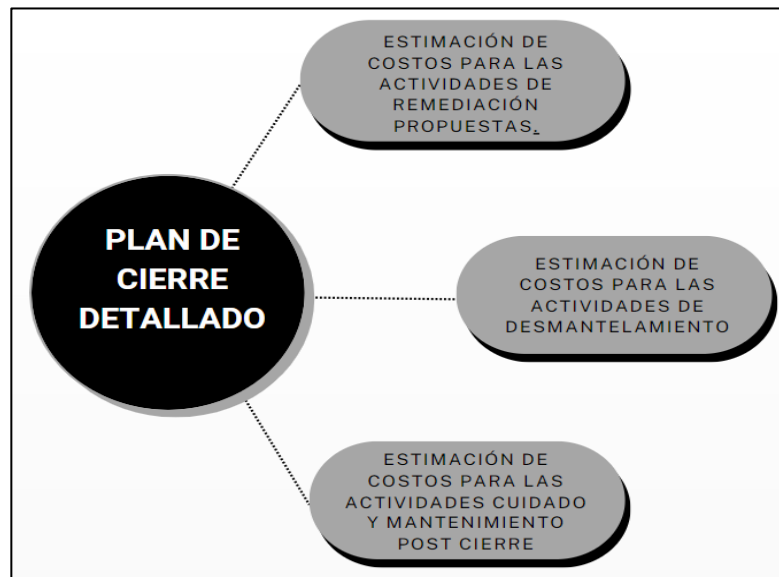 ESTIMACIÓN DE
COSTOS PARA LAS
ACTIVIDADES DE
REMEDIACIÓN
PROPUESTAS.
PLAN DE
CIERRE
DETALLADO
ESTIMACIÓN DE
COSTOS PARA LAS
ACTIVIDADES DE
DESMANTELAMIENTO
ESTIMACIÓN DE
COSTOS PARA LAS
ACTIVIDADES CUIDADO
Y MANTENIMIENTO
POST CIERRE